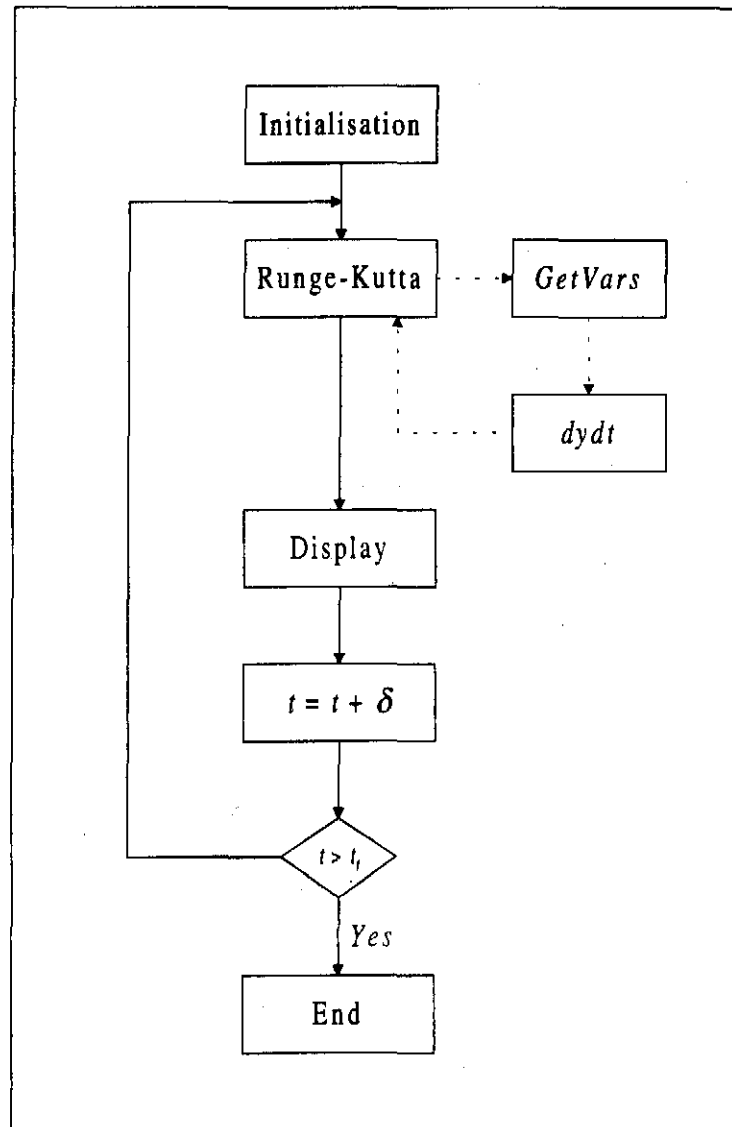 Initialisation
Runge-Kutta
GetVars
dydt
Display
t = t + δ
t > t_f
Yes
End